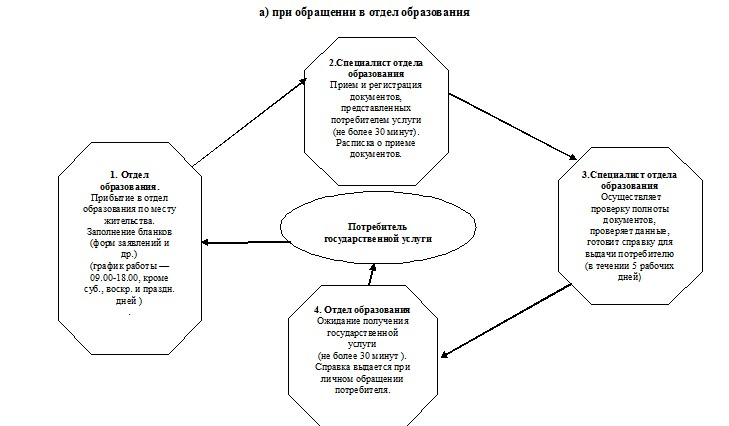 а) при обращении в отдел образования
2.Специалист отдела
образования
Прием и регистрация
документов,
представленных
потребителем услуги
(не более 30 минут).
Расписка о приеме
документов.
1. Отдел
образования.
Прибытие в отдел
образования по месту
жительства.
Заполнение бланков
(форм заявлений и
др.)
(график работы —
09.00-18.00, кроме
суб., воскр. и праздн.
дней )
.
3.Специалист отдела
образования
Осуществляет
проверку полноты
документов,
проверяет данные,
готовит справку для
выдачи потребителю
(в течении 5 рабочих
дней)
Потребитель
государственной услуги
4. Отдел образования
Ожидание получения
государственной
услуги
(не более 30 минут ).
Справка выдается при
личном обращении
потребителя.